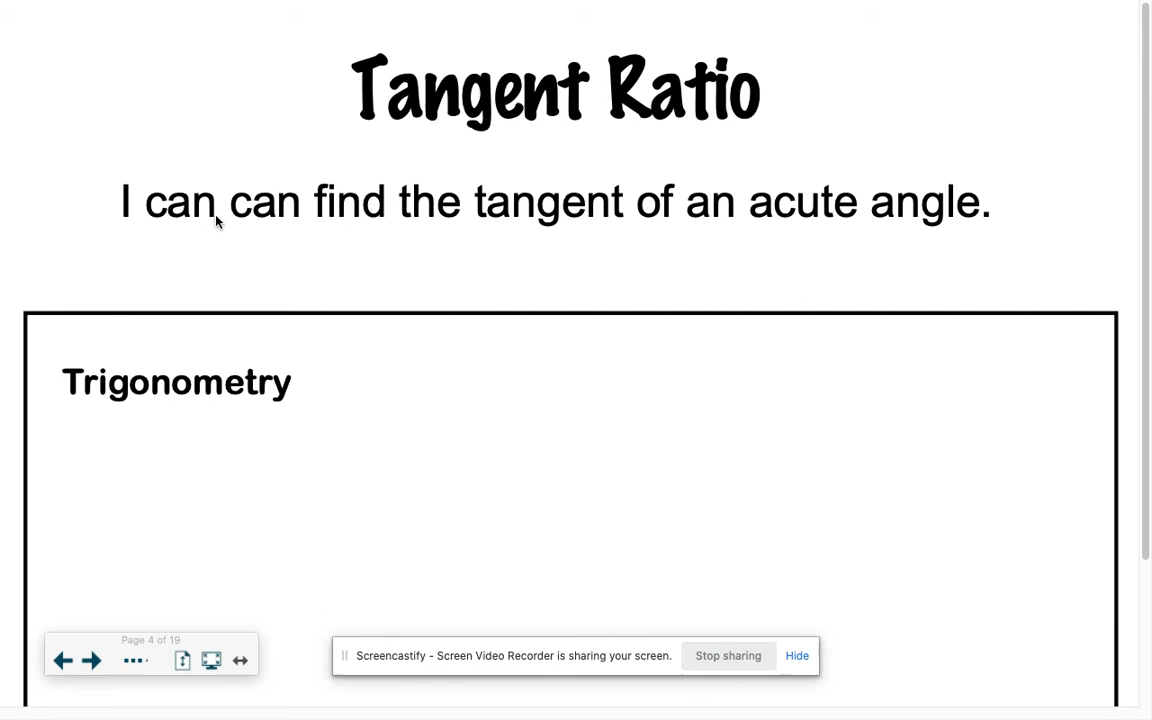 Tangent Ratio
I can can find the tangent of an acute angle.
Trigonometry
Page 4 of 19
Screencastify - Screen Video Recorder is sharing your screen.
Stop sharing
Hide